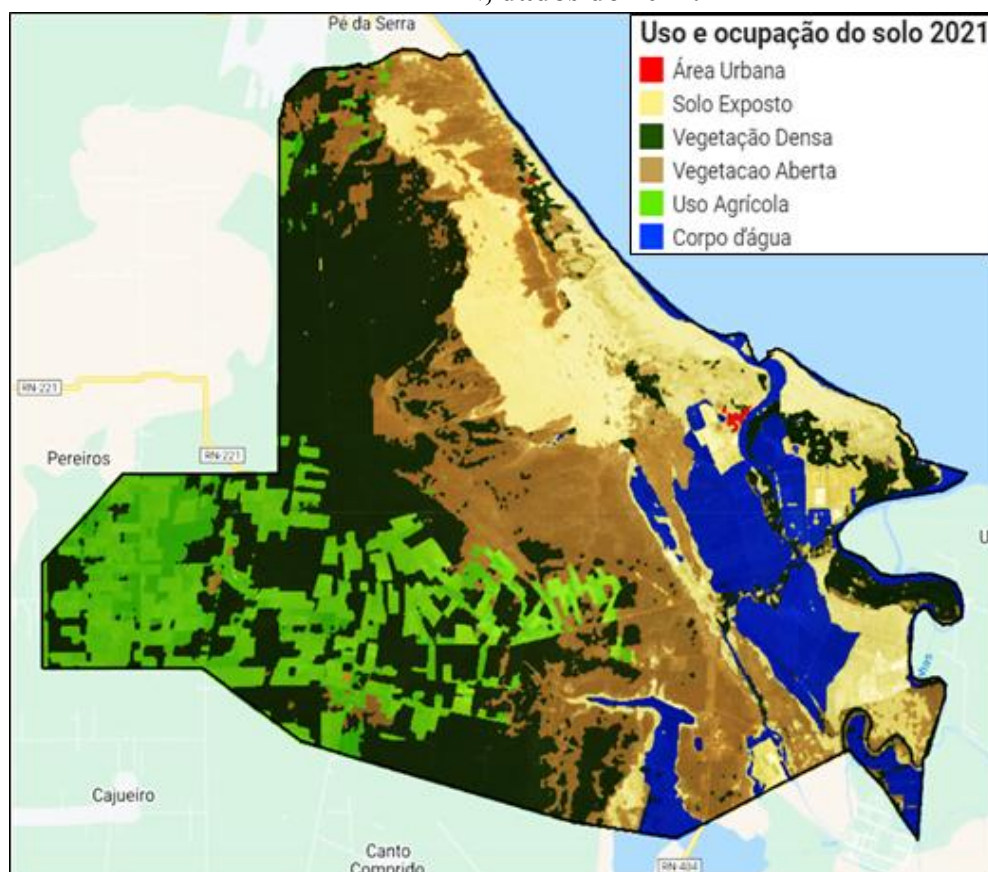 Pé da Serra
Uso e ocupação do solo 2021
Área Urbana
Solo Exposto
Vegetação Densa
Vegetacao Aberta
Uso Agrícola
Corpo d'água
RN-221
RN-221
Pereiros
U
Cajueiro
Canto
Comprido
RN-404